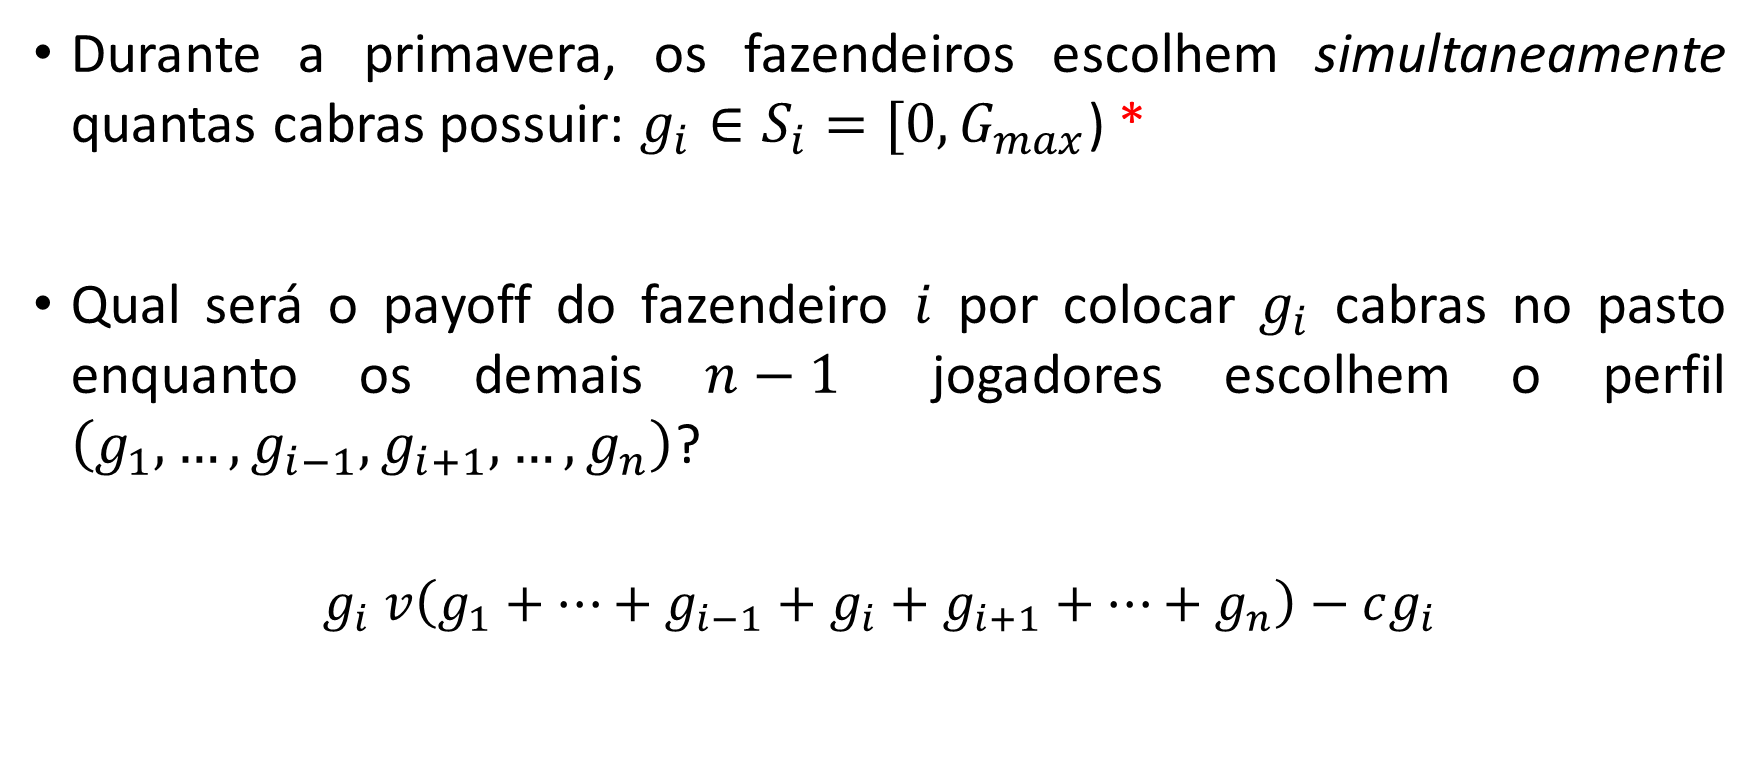 • Durante a primavera, os fazendeiros escolhem simultaneamente
quantas cabras possuir: gᵢ ∈ Sᵢ = [0, Gₘₐₓ) *
• Qual será o payoff do fazendeiro i por colocar gᵢ cabras no pasto
enquanto os demais n − 1 jogadores escolhem o perfil
(g₁, … , gᵢ₋₁, gᵢ₊₁, … , gₙ)?
gᵢ v(g₁ + ⋯ + gᵢ₋₁ + gᵢ + gᵢ₊₁ + ⋯ + gₙ) − cgᵢ